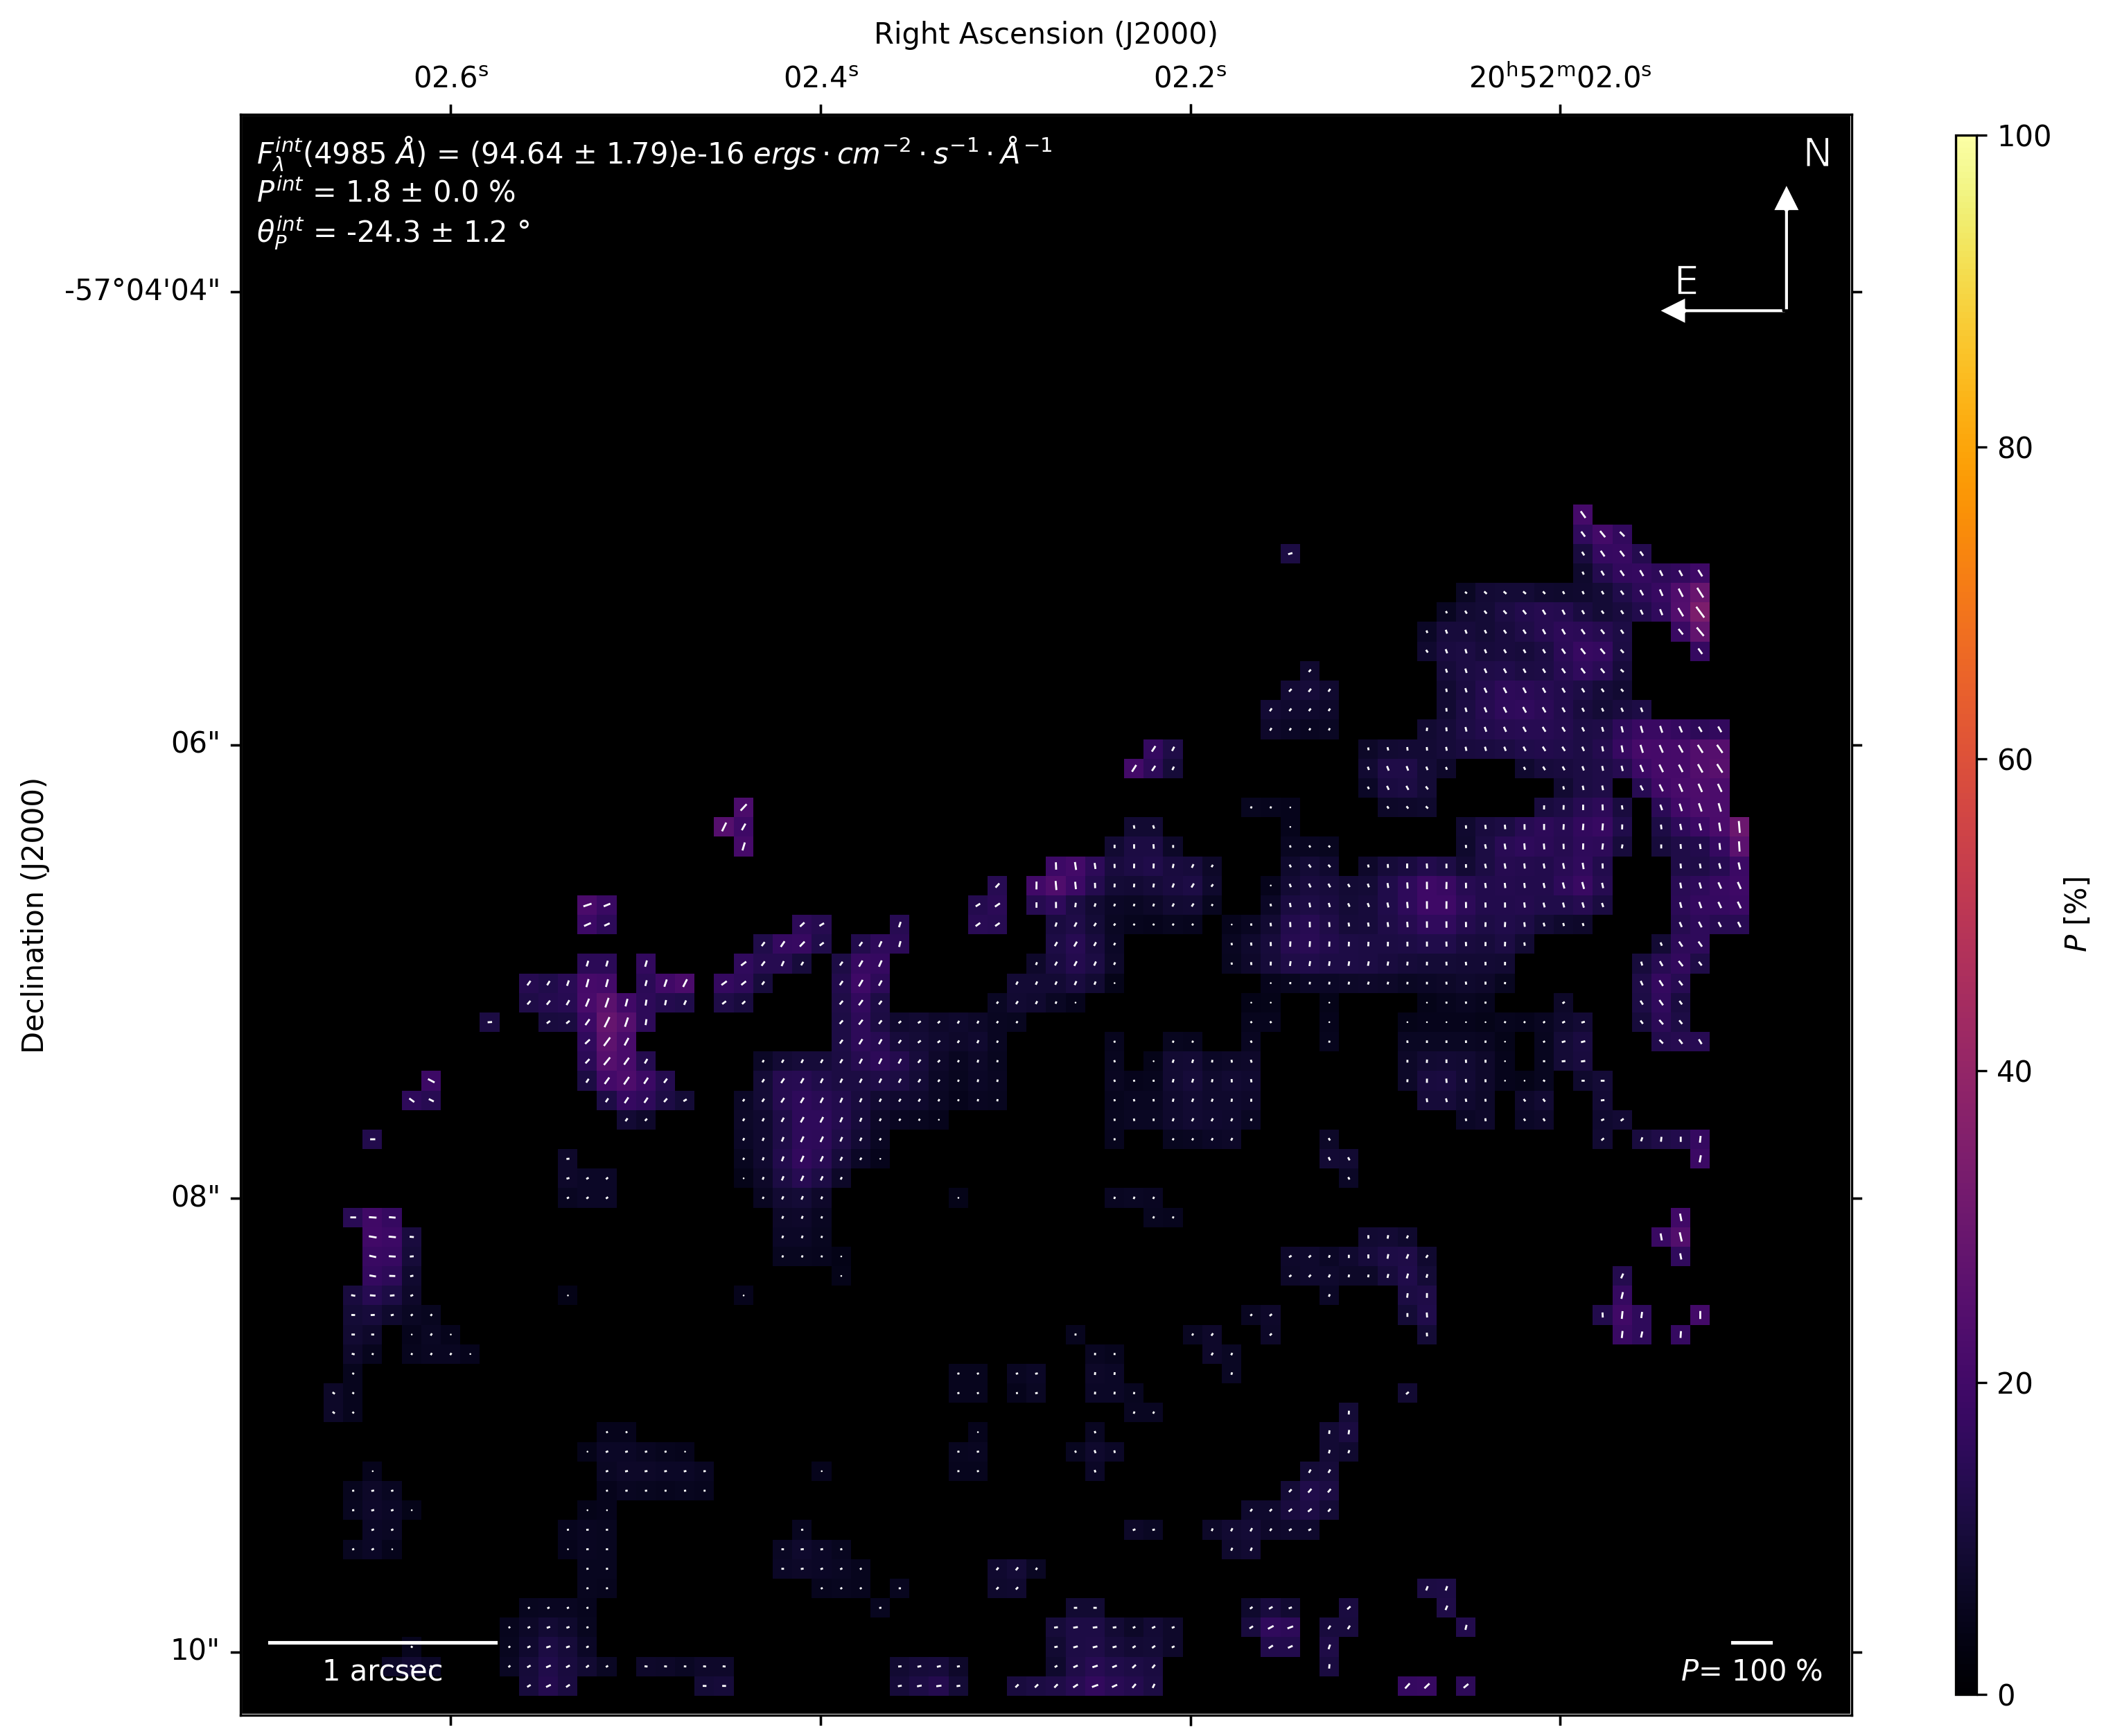 Right Ascension (J2000)
02.6ˢ 02.4ˢ 02.2ˢ 20ʰ52ᵐ02.0ˢ
F_λ^int(4985 Å) = (94.64 ± 1.79)e-16 ergs · cm⁻² · s⁻¹ · Å⁻¹
P^int = 1.8 ± 0.0 %
θ_P^int = -24.3 ± 1.2 °
N
E
-57°04'04"
06"
08"
10"
Declination (J2000)
1 arcsec
P= 100 %
100
80
60
40
20
0
P [%]